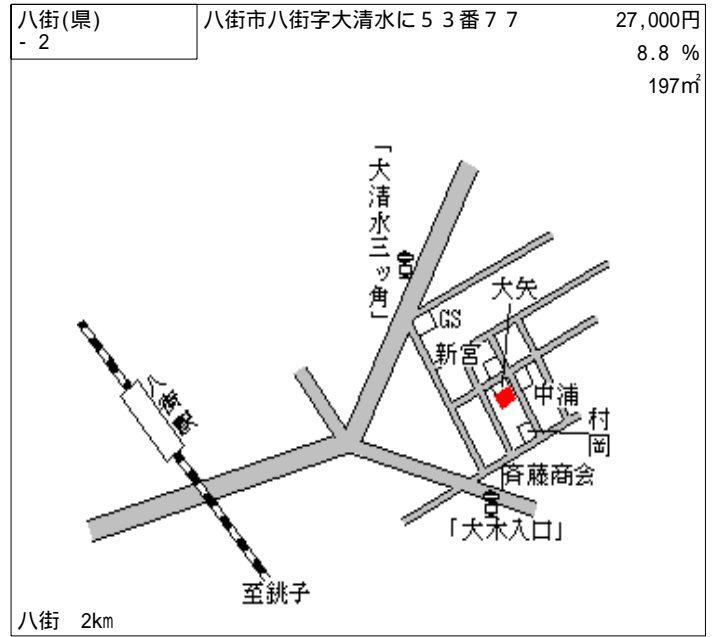 八街(県)
- 2
八街市八街字大清水に53番77
27,000円
8.8 %
197㎡
「大清水三ッ角」
大矢
GS
新宮
中浦
村岡
八街駅
斉藤商会
「大木入口」
至銚子
八街 2km